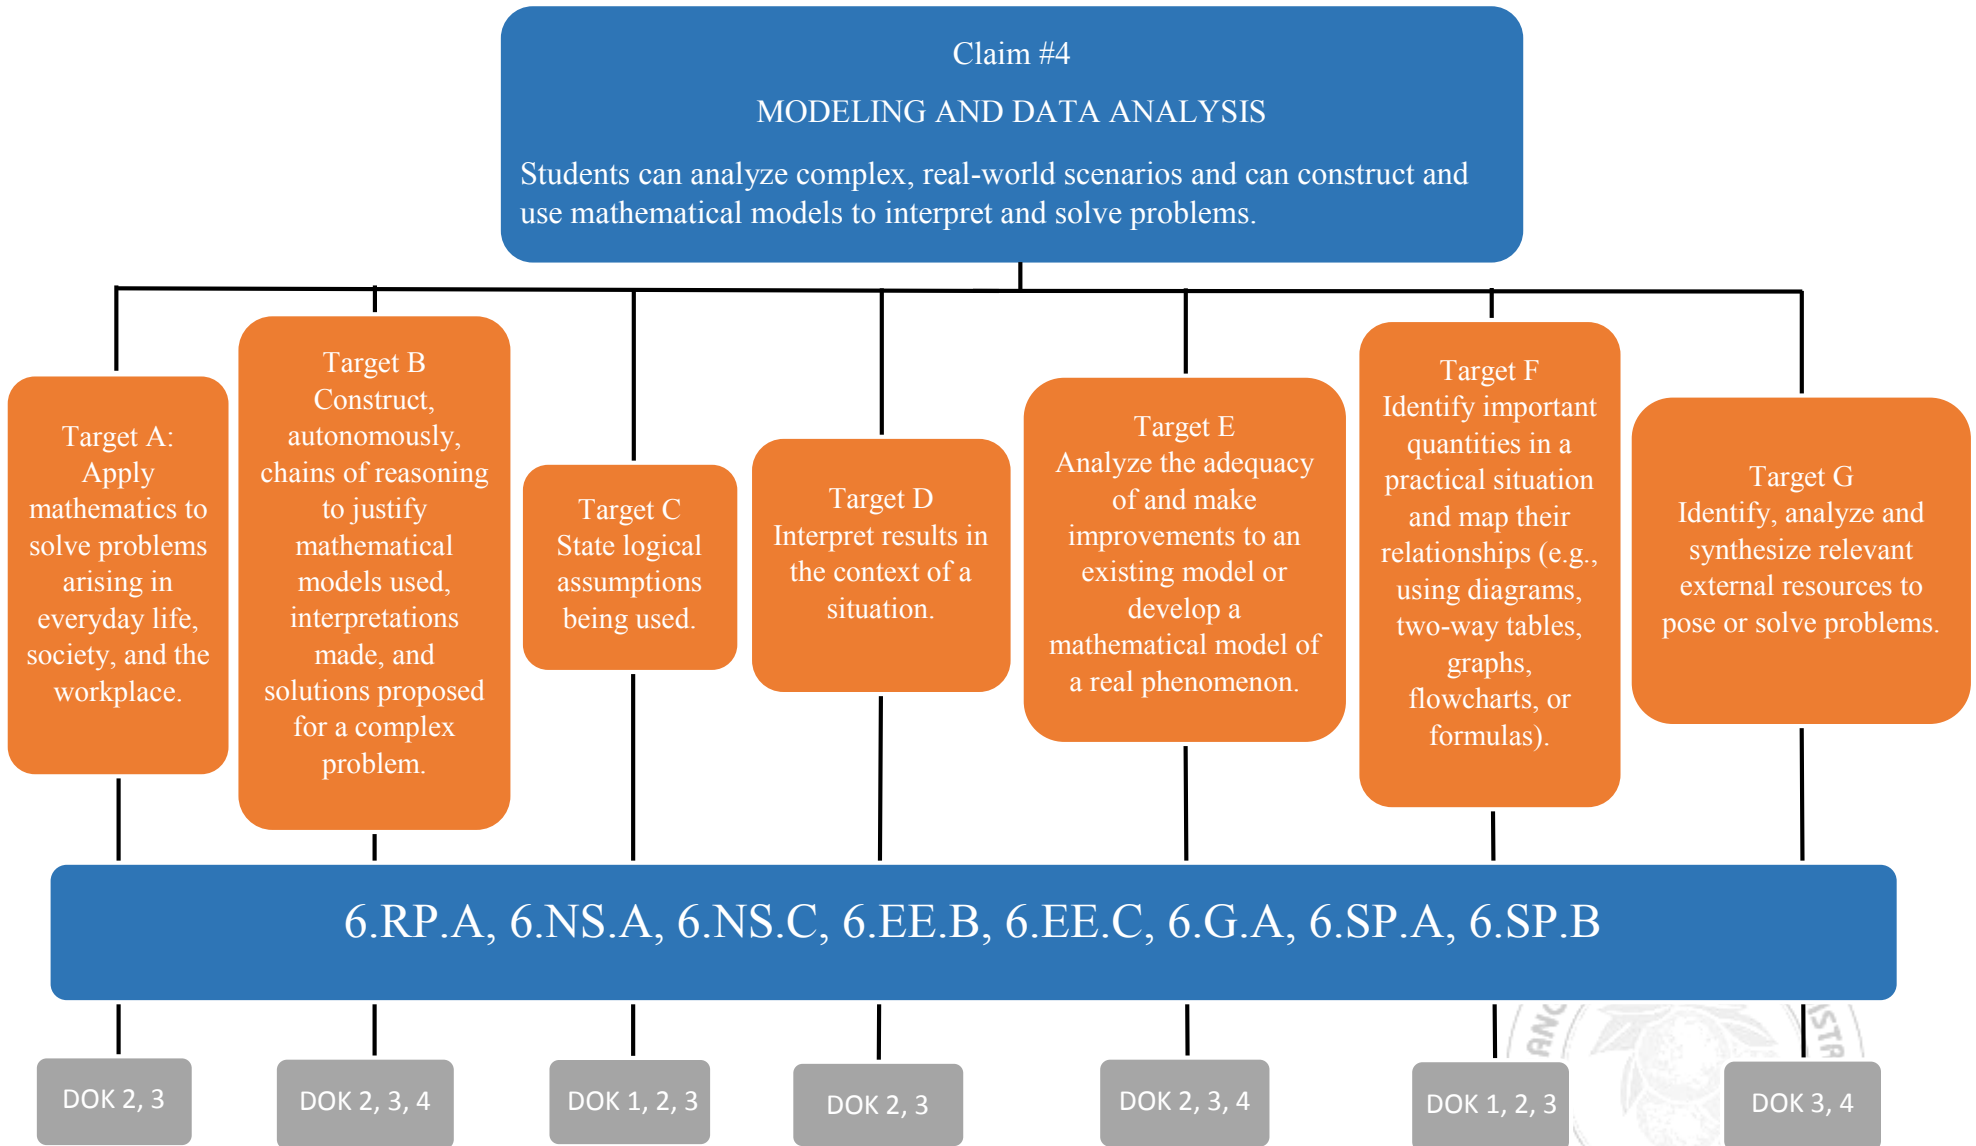 Claim #4
MODELING AND DATA ANALYSIS
Students can analyze complex, real-world scenarios and can construct and
use mathematical models to interpret and solve problems.
Target A:
Apply
mathematics to
solve problems
arising in
everyday life,
society, and the
workplace.
Target B
Construct,
autonomously,
chains of reasoning
to justify
mathematical
models used,
interpretations
made, and
solutions proposed
for a complex
problem.
Target C
State logical
assumptions
being used.
Target D
Interpret results in
the context of a
situation.
Target E
Analyze the adequacy
of and make
improvements to an
existing model or
develop a
mathematical model of
a real phenomenon.
Target F
Identify important
quantities in a
practical situation
and map their
relationships (e.g.,
using diagrams,
two-way tables,
graphs,
flowcharts, or
formulas).
Target G
Identify, analyze and
synthesize relevant
external resources to
pose or solve problems.
6.RP.A, 6.NS.A, 6.NS.C, 6.EE.B, 6.EE.C, 6.G.A, 6.SP.A, 6.SP.B
DOK 2, 3
DOK 2, 3, 4
DOK 1, 2, 3
DOK 2, 3
DOK 2, 3, 4
DOK 1, 2, 3
DOK 3, 4